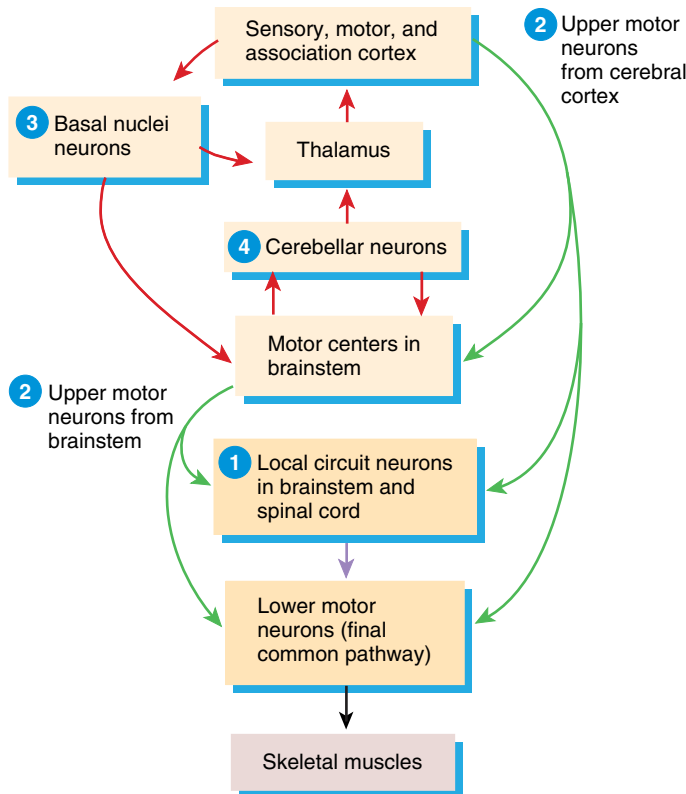 Sensory, motor, and
association cortex
2 Upper motor
neurons
from cerebral
cortex
3 Basal nuclei
neurons
Thalamus
4 Cerebellar neurons
Motor centers in
brainstem
2 Upper motor
neurons from
brainstem
1 Local circuit neurons
in brainstem and
spinal cord
Lower motor
neurons (final
common pathway)
Skeletal muscles